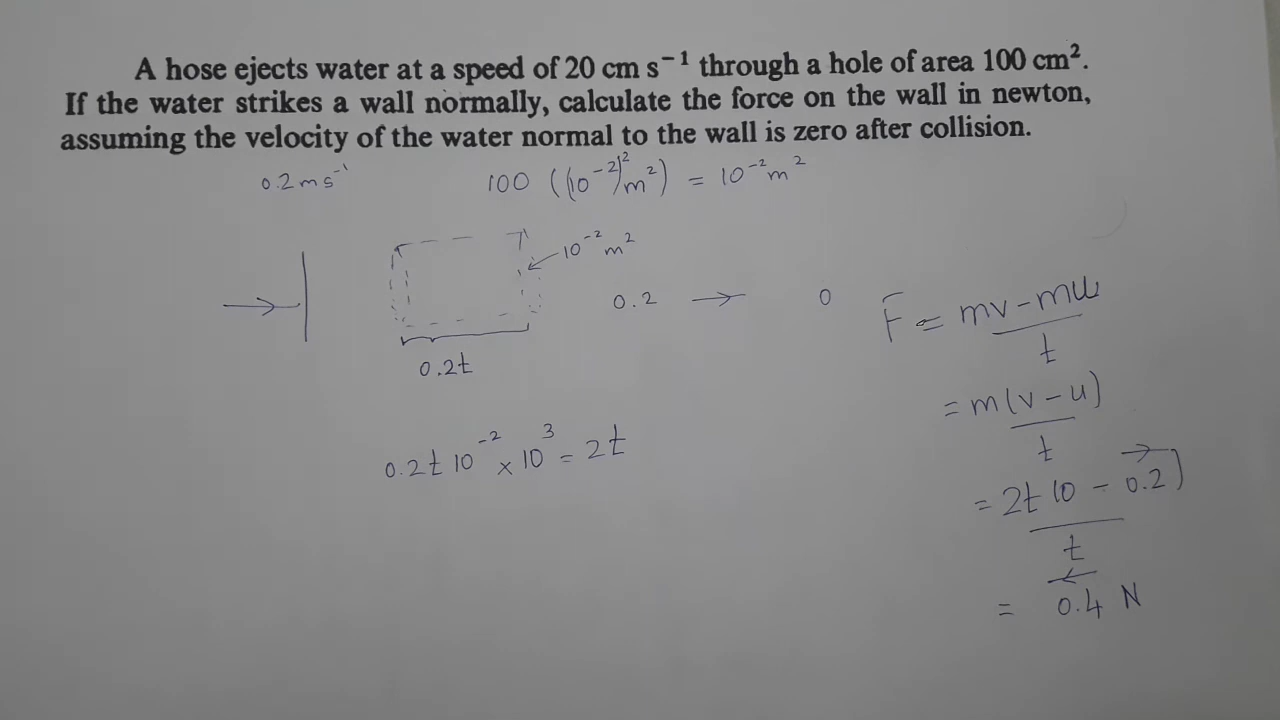 A hose ejects water at a speed of 20 cm s⁻¹ through a hole of area 100 cm².
If the water strikes a wall normally, calculate the force on the wall in newton,
assuming the velocity of the water normal to the wall is zero after collision.
0.2 m s⁻¹
100 ((10⁻²)² m²) = 10⁻² m²
10⁻² m²
0.2 → 0
0.2t
0.2t 10⁻² × 10³ = 2t
F = mv - mu
t
= m(v - u)
t
= 2t (0 - 0.2)
t
= 0.4 N